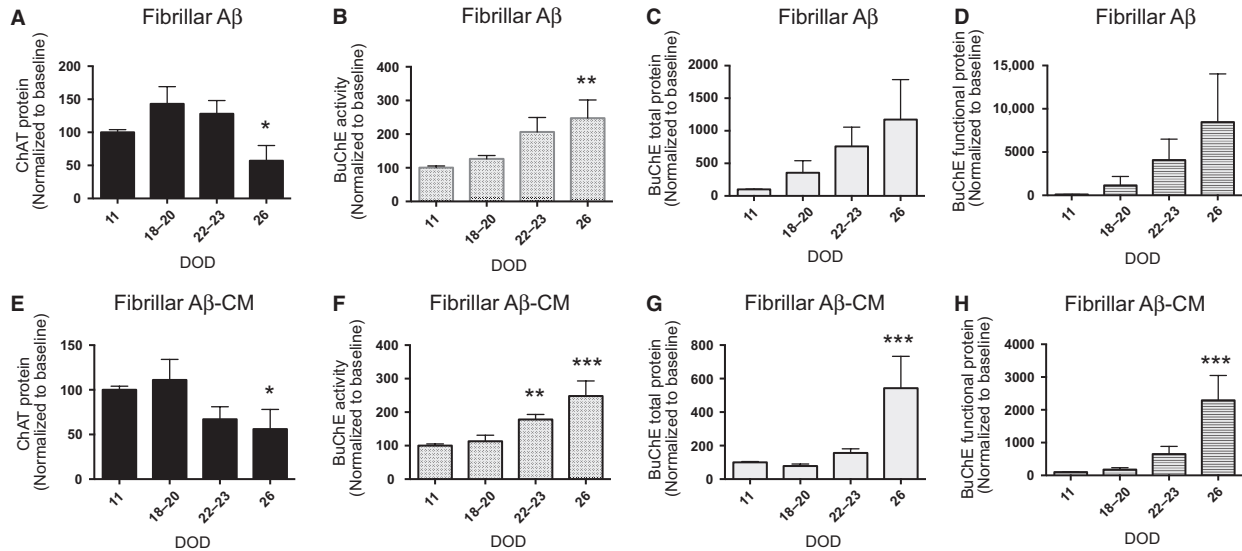 A Fibrillar Aβ
ChAT protein
(Normalized to baseline)
150
100
50
0
*
11 18–20 22–23 26
DOD
B Fibrillar Aβ
BuChE activity
(Normalized to baseline)
400
300
200
100
0
**
11 18–20 22–23 26
DOD
C Fibrillar Aβ
BuChE total protein
(Normalized to baseline)
2000
1500
1000
500
0
11 18–20 22–23 26
DOD
D Fibrillar Aβ
BuChE functional protein
(Normalized to baseline)
15,000
10,000
5000
0
11 18–20 22–23 26
DOD
E Fibrillar Aβ-CM
ChAT protein
(Normalized to baseline)
150
100
50
0
*
11 18–20 22–23 26
DOD
F Fibrillar Aβ-CM
BuChE activity
(Normalized to baseline)
400
300
200
100
0
** ***
11 18–20 22–23 26
DOD
G Fibrillar Aβ-CM
BuChE total protein
(Normalized to baseline)
800
600
400
200
0
***
11 18–20 22–23 26
DOD
H Fibrillar Aβ-CM
BuChE functional protein
(Normalized to baseline)
4000
3000
2000
1000
0
***
11 18–20 22–23 26
DOD